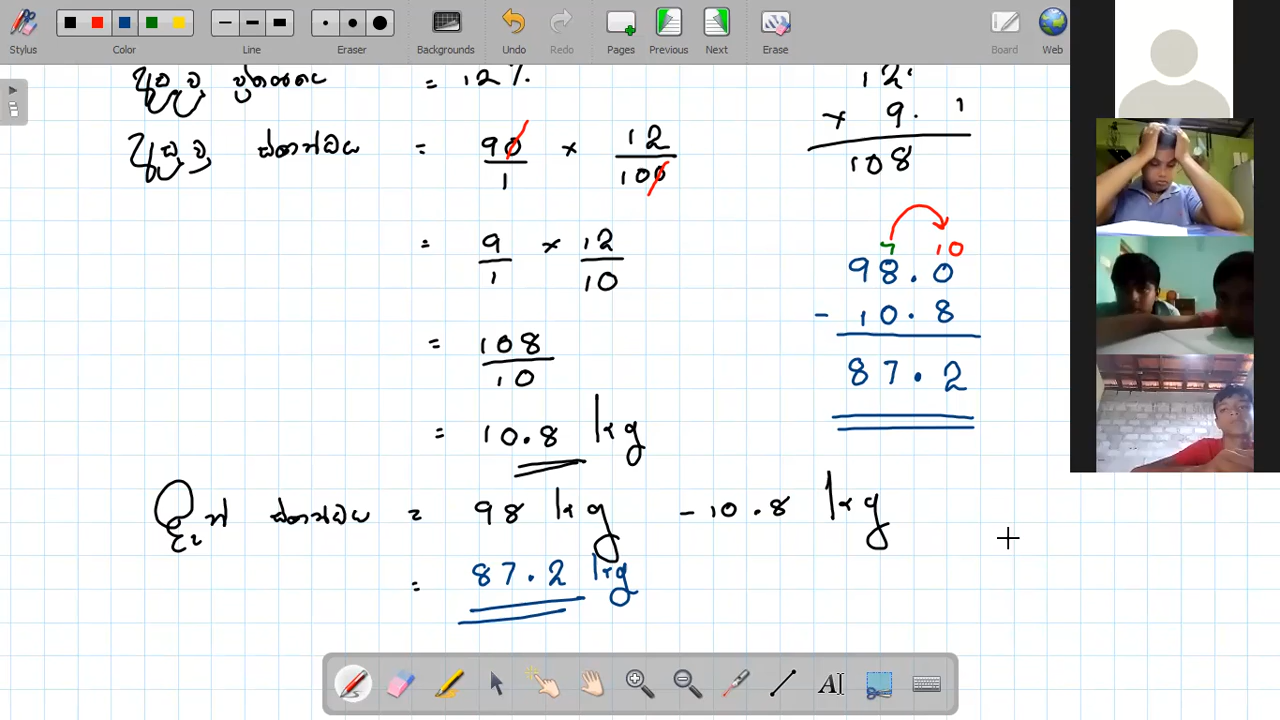 Stylus Color Line Eraser Backgrounds Undo Redo Pages Previous Next Erase Board Web
= 12%
= 90/1 × 12/100
= 9/1 × 12/10
= 108/10
= 10.8 kg
= 98 kg - 10.8 kg
= 87.2 kg
12
× 9. 1
108
7 10
98.0
- 10.8
87.2